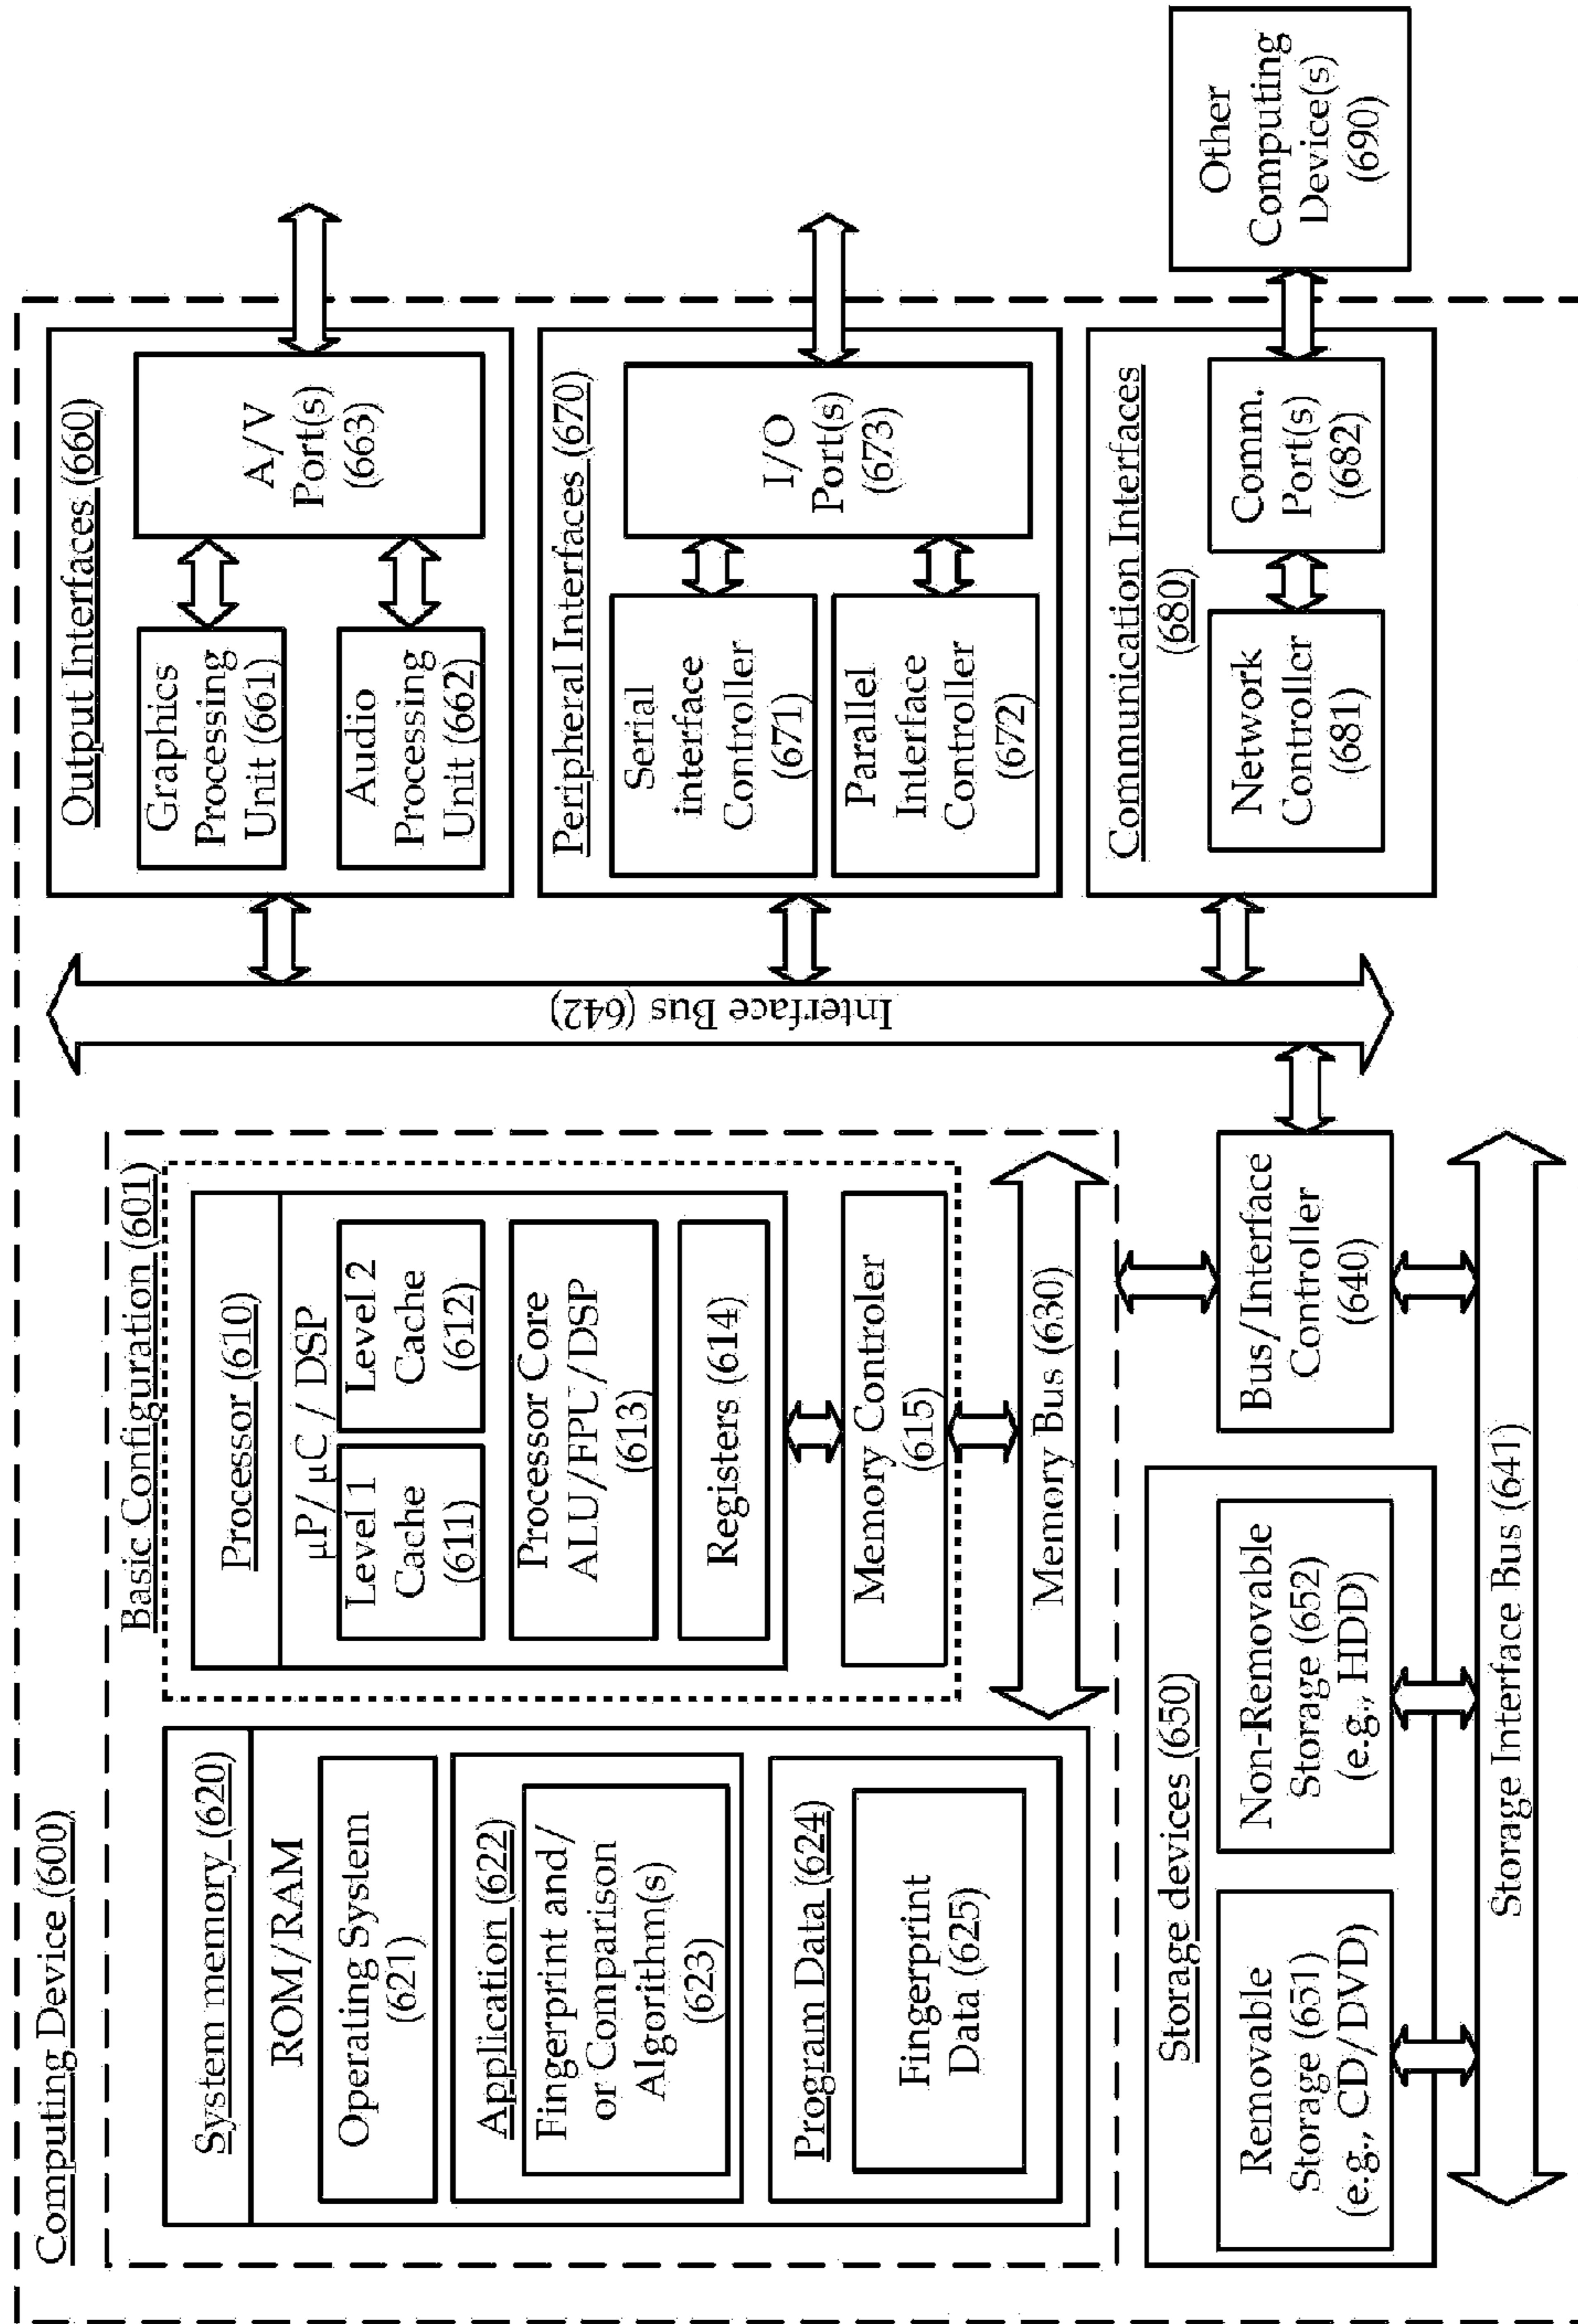 Computing Device (600)
Basic Configuration (601)
System memory (620)
ROM/RAM
Operating System
(621)
Application (622)
Fingerprint and/
or Comparison
Algorithm(s)
(623)
Program Data (624)
Fingerprint
Data (625)
Processor (610)
µP/µC / DSP
Level 1
Cache
(611)
Level 2
Cache
(612)
Processor Core
ALU/FPU/DSP
(613)
Registers (614)
Memory Controler
(615)
Memory Bus (630)
Bus/Interface
Controller
(640)
Storage devices (650)
Removable
Storage (651)
(e.g., CD/DVD)
Non-Removable
Storage (652)
(e.g., HDD)
Storage Interface Bus (641)
Interface Bus (642)
Output Interfaces (660)
Graphics
Processing
Unit (661)
Audio
Processing
Unit (662)
A/V
Port(s)
(663)
Peripheral Interfaces (670)
Serial
interface
Controller
(671)
Parallel
Interface
Controller
(672)
I/O
Port(s)
(673)
Communication Interfaces
(680)
Network
Controller
(681)
Comm.
Port(s)
(682)
Other
Computing
Device(s)
(690)